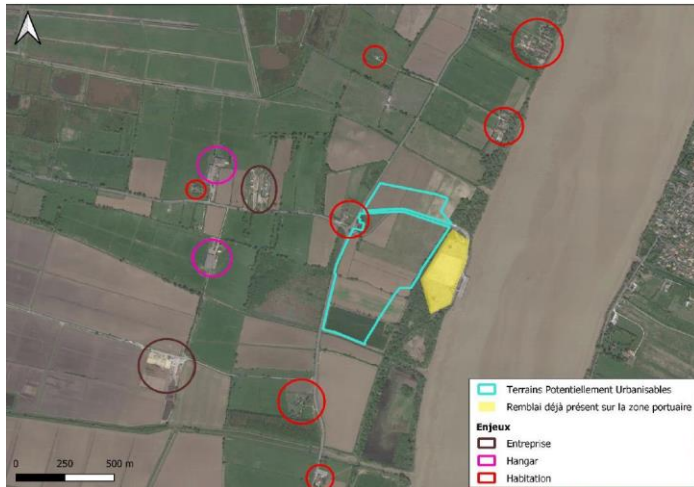 0 250 500 m
Terrains Potentiellement Urbanisables
Remblai déjà présent sur la zone portuaire
Enjeux
Entreprise
Hangar
Habitation